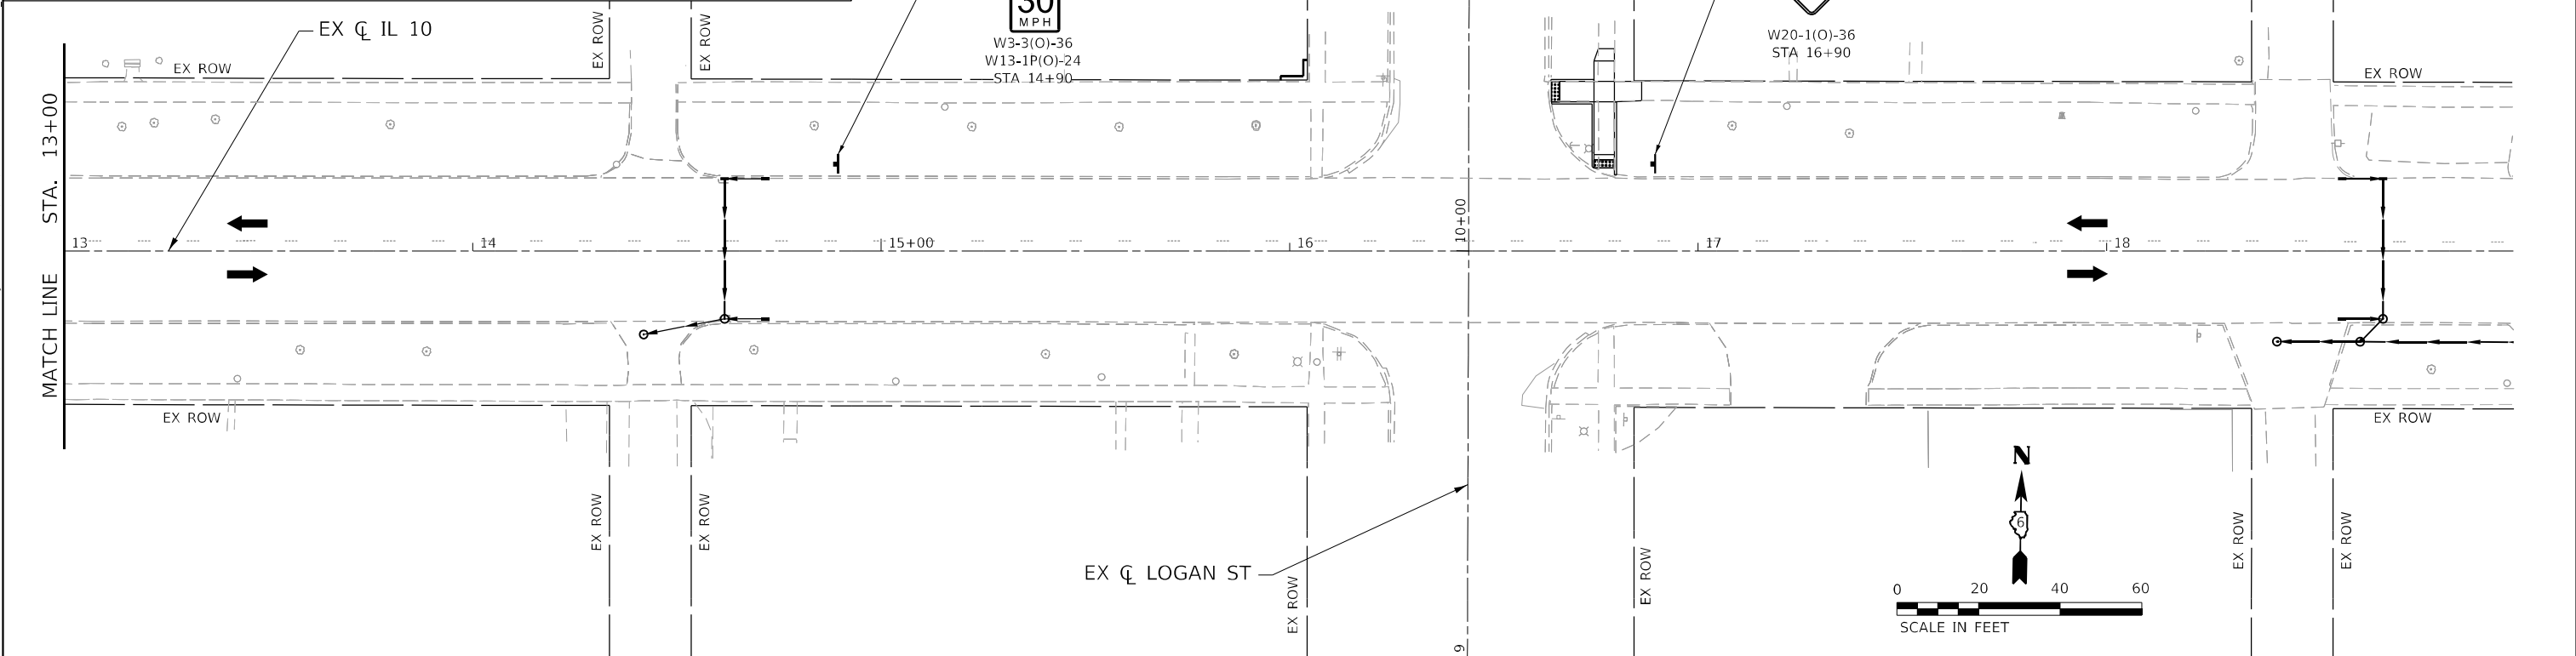 EX ℄ IL 10
30
MPH
W3-3(O)-36
W13-1P(O)-24
STA 14+90
W20-1(O)-36
STA 16+90
EX ROW
EX ROW
EX ROW
EX ROW
MATCH LINE STA. 13+00
13
14
15+00
16
10+00
17
18
EX ROW
EX ROW
EX ROW
EX ROW
EX ℄ LOGAN ST
EX ROW
EX ROW
EX ROW
EX ROW
9
N
6
0 20 40 60
SCALE IN FEET